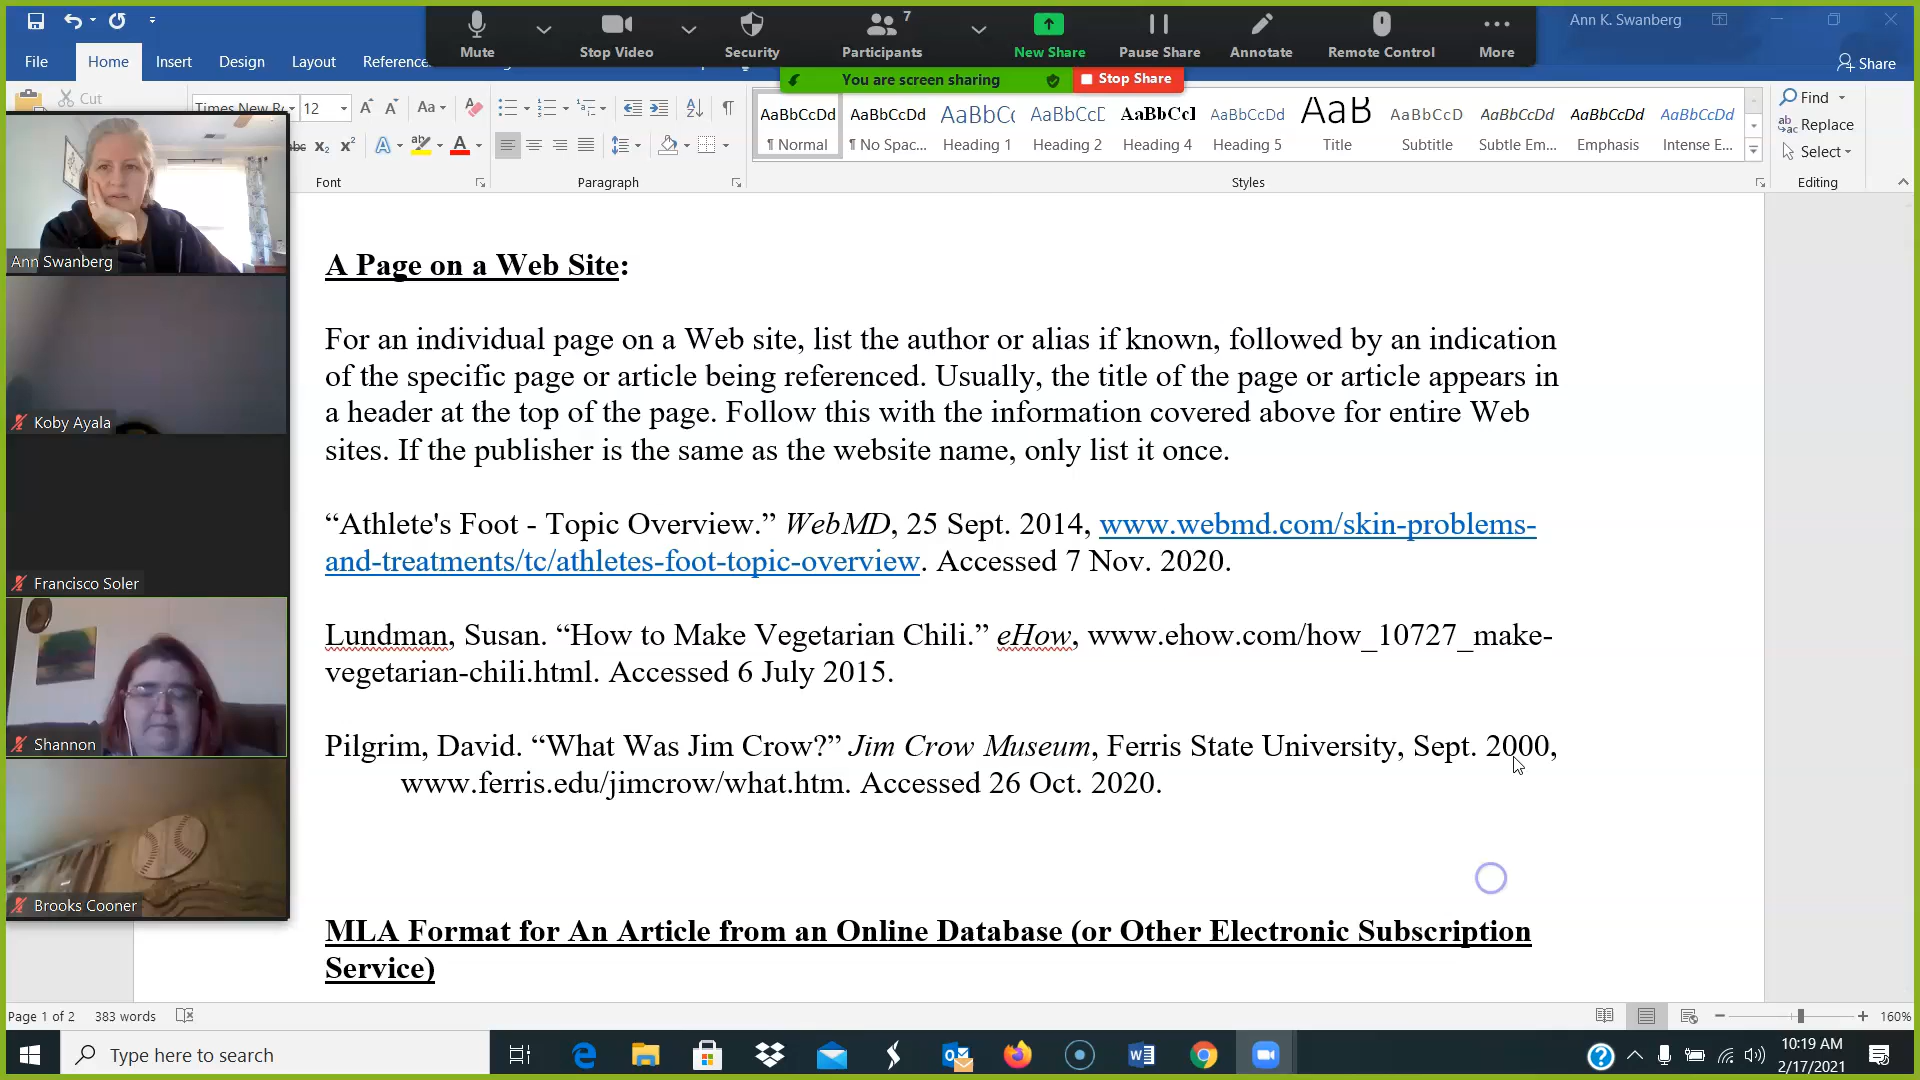 Ann K. Swanberg
Mute
Stop Video
Security
7
Participants
New Share
Pause Share
Annotate
Remote Control
More
You are screen sharing
Stop Share
File
Home
Insert
Design
Layout
Share
Cut
12
Aa
AaBbCcDd
AaBbCcDd
AaBbCc
AaBbCcD
AaBbCcI
AaBbCcDd
AaB
AaBbCcD
AaBbCcDd
AaBbCcDd
AaBbCcDd
¶ Normal
¶ No Spac...
Heading 1
Heading 2
Heading 4
Heading 5
Title
Subtitle
Subtle Em...
Emphasis
Intense E...
Find
Replace
Select
Font
Paragraph
Styles
Editing
Ann Swanberg
Koby Ayala
Francisco Soler
Shannon
Brooks Cooner
A Page on a Web Site:
For an individual page on a Web site, list the author or alias if known, followed by an indication
of the specific page or article being referenced. Usually, the title of the page or article appears in
a header at the top of the page. Follow this with the information covered above for entire Web
sites. If the publisher is the same as the website name, only list it once.
“Athlete's Foot - Topic Overview.” WebMD, 25 Sept. 2014, www.webmd.com/skin-problems-
and-treatments/tc/athletes-foot-topic-overview. Accessed 7 Nov. 2020.
Lundman, Susan. “How to Make Vegetarian Chili.” eHow, www.ehow.com/how_10727_make-
vegetarian-chili.html. Accessed 6 July 2015.
Pilgrim, David. “What Was Jim Crow?” Jim Crow Museum, Ferris State University, Sept. 2000,
www.ferris.edu/jimcrow/what.htm. Accessed 26 Oct. 2020.
MLA Format for An Article from an Online Database (or Other Electronic Subscription
Service)
Page 1 of 2
383 words
160%
Type here to search
10:19 AM
2/17/2021